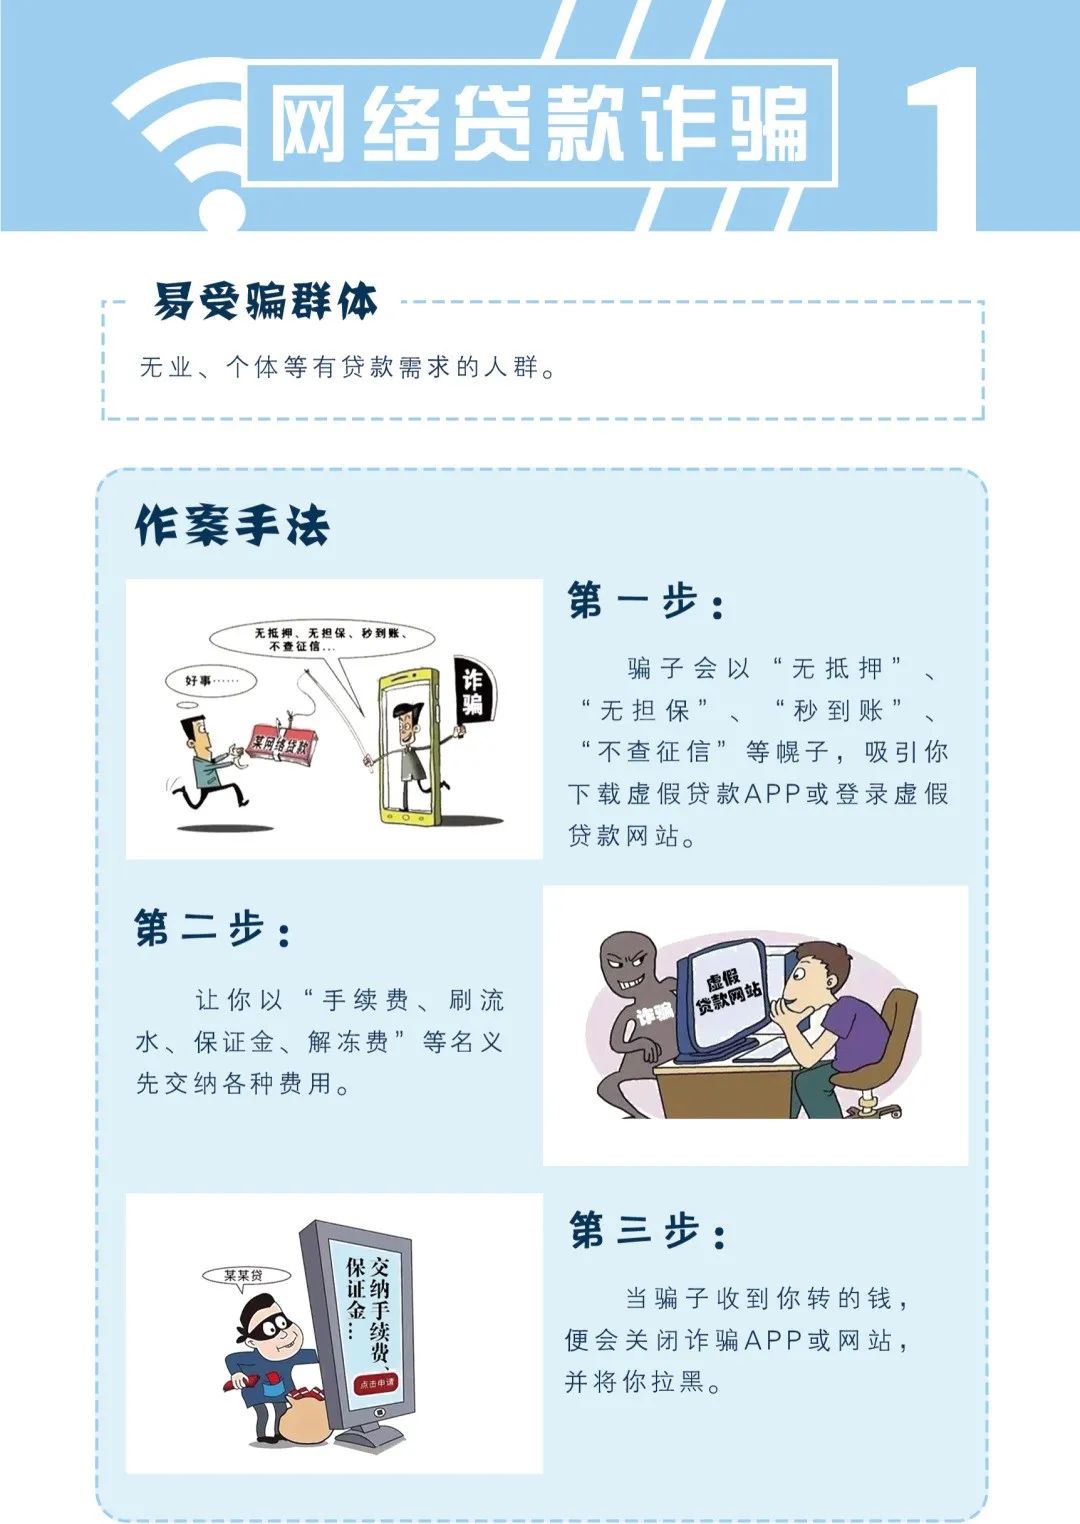 网络贷款诈骗
1
易受骗群体
无业、个体等有贷款需求的人群。
作案手法
无抵押、无担保、秒到账、
不查征信...
好事……
某网络贷款
诈骗
第一步：
骗子会以“无抵押”、
“无担保”、“秒到账”、
“不查征信”等幌子，吸引你
下载虚假贷款APP或登录虚假
贷款网站。
第二步：
让你以“手续费、刷流
水、保证金、解冻费”等名义
先交纳各种费用。
诈骗
虚假
贷款网站
某某贷
交纳手续费、
保证金…
点击申请
第三步：
当骗子收到你转的钱，
便会关闭诈骗APP或网站，
并将你拉黑。